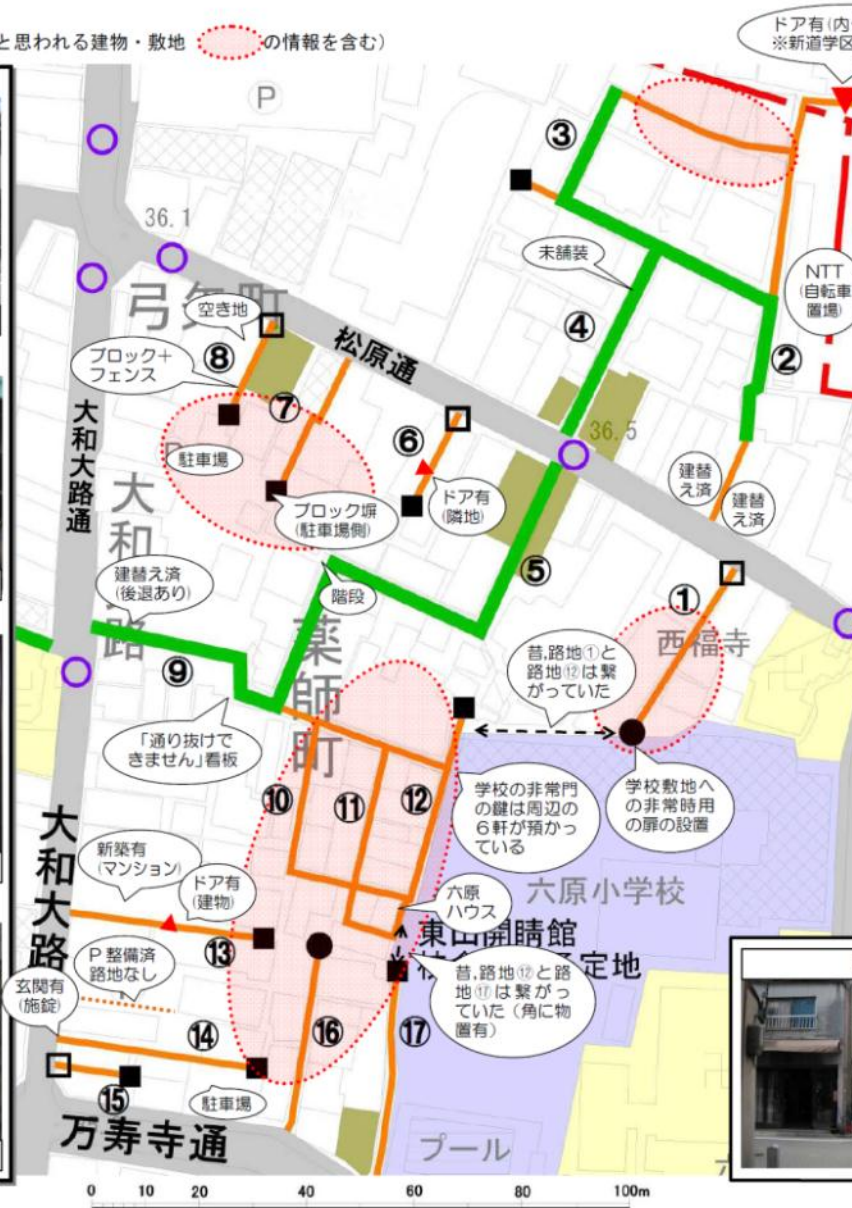 と思われる建物・敷地
の情報を含む）
ドア有(内
※新道学区
P
③
36.1
未舗装
NTT
(自転車
置場)
弓矢町
空き地
④
②
⑧
松原通
ブロック＋
フェンス
⑦
大和大路通
⑥
36.5
駐車場
ドア有
(隣地)
建替
え済
建替
え済
ブロック塀
(駐車場側)
大和大路
⑤
建替え済
(後退あり)
階段
①
西福寺
薬師町
⑨
昔,路地①と
路地⑫は繋
がっていた
「通り抜けで
きません」看板
⑩
⑪
⑫
学校の非常門
の鍵は周辺の
6軒が預かっ
ている
学校敷地へ
の非常時用
の扉の設置
大和大路
新築有
(マンション)
ドア有
(建物)
六原
ハウス
六原小学校
東山開睛館
⑬
定地
P整備済
路地なし
昔,路地⑫と路
地⑰は繋がっ
ていた（角に物
置有）
玄関有
(施錠)
⑯
⑰
⑭
⑮
駐車場
万寿寺通
プール
0 10 20 40 60 80 100m